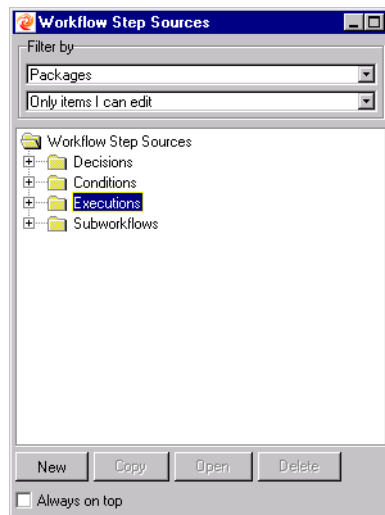 Workflow Step Sources
Filter by
Packages
Only items I can edit
Workflow Step Sources
Decisions
Conditions
Executions
Subworkflows
New Copy Open Delete
Always on top